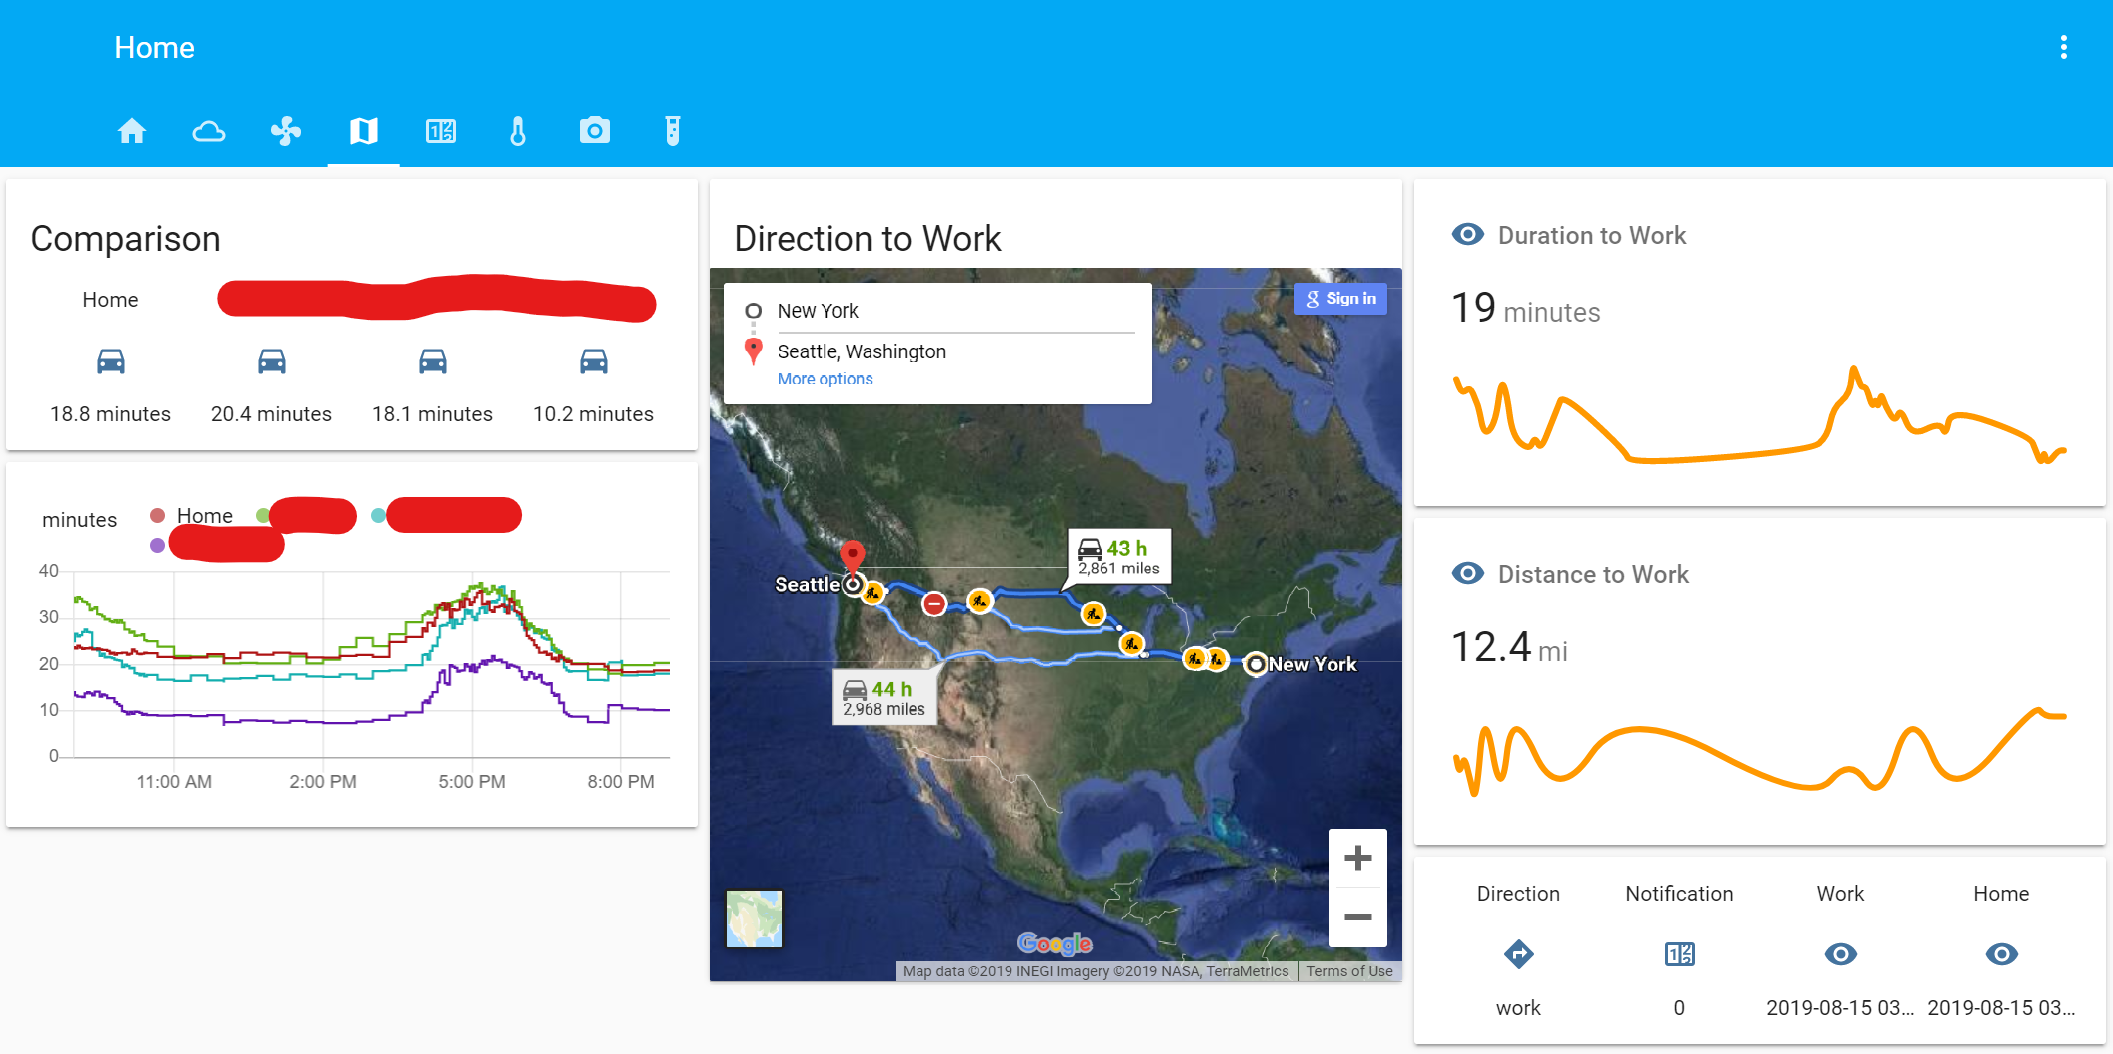 Home
Comparison
Home
18.8 minutes 20.4 minutes 18.1 minutes 10.2 minutes
minutes
Home
40
30
20
10
0
11:00 AM 2:00 PM 5:00 PM 8:00 PM
Direction to Work
New York
Seattle, Washington
More options
Sign in
43 h
2,861 miles
Seattle
New York
44 h
2,968 miles
Google
Map data ©2019 INEGI Imagery ©2019 NASA, TerraMetrics Terms of Use
Duration to Work
19 minutes
Distance to Work
12.4 mi
Direction Notification Work Home
work 0 2019-08-15 03... 2019-08-15 03...